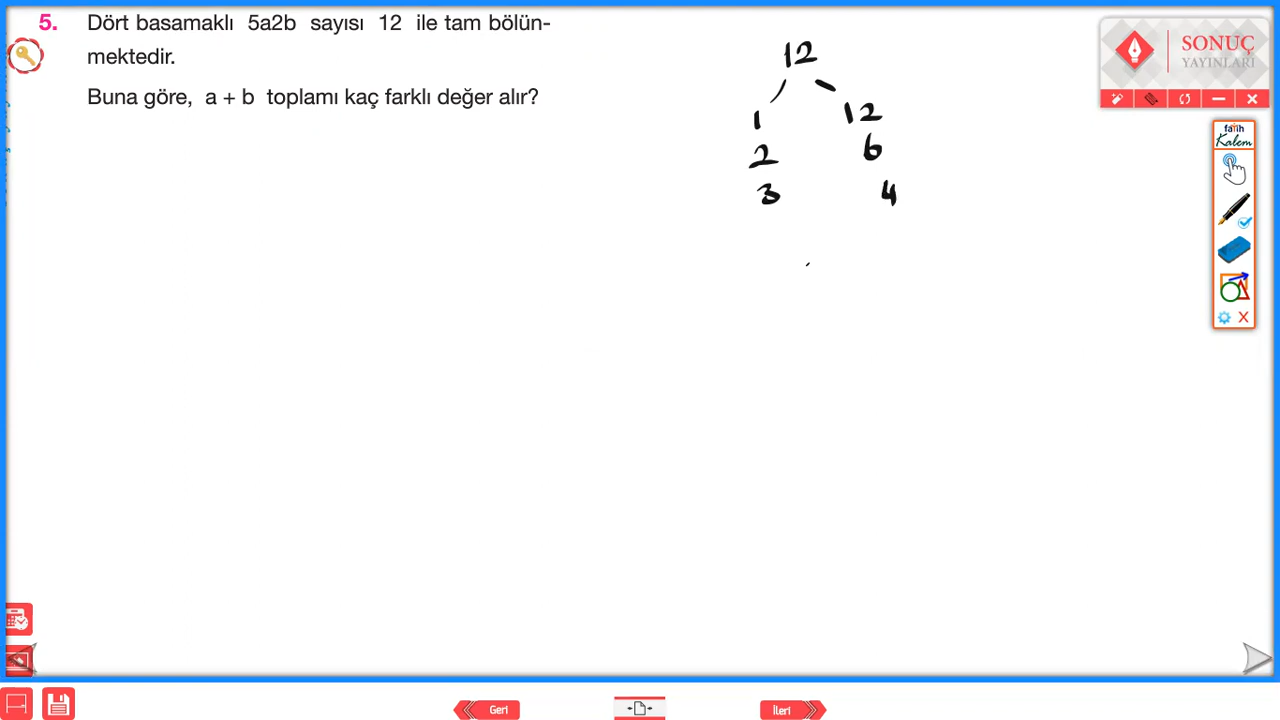 5. Dört basamaklı 5a2b sayısı 12 ile tam bölün-
mektedir.
Buna göre, a + b toplamı kaç farklı değer alır?
12
1 12
2 6
3 4
SONUÇ
YAYINLARI
fatih
Kalem
Geri
İleri